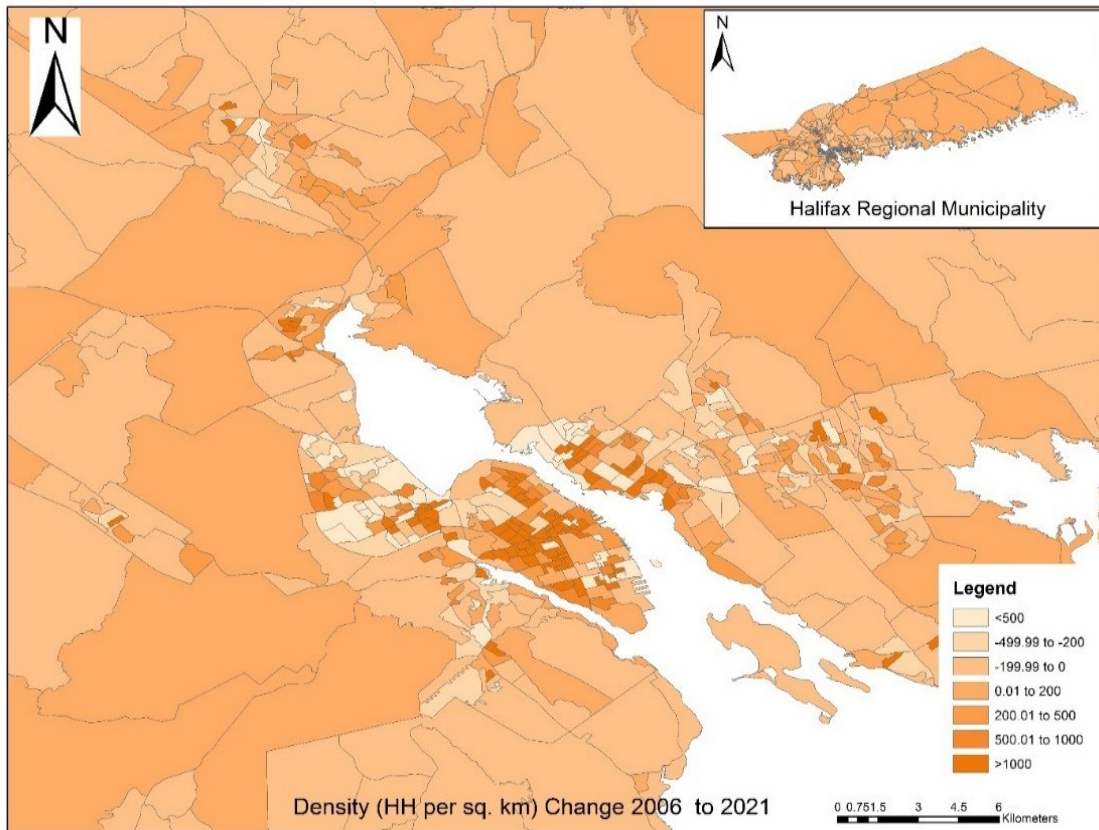 N
N
Halifax Regional Municipality
Legend
<500
-499.99 to -200
-199.99 to 0
0.01 to 200
200.01 to 500
500.01 to 1000
>1000
Density (HH per sq. km) Change 2006 to 2021
0 0.75 1.5 3 4.5 6
Kilometers